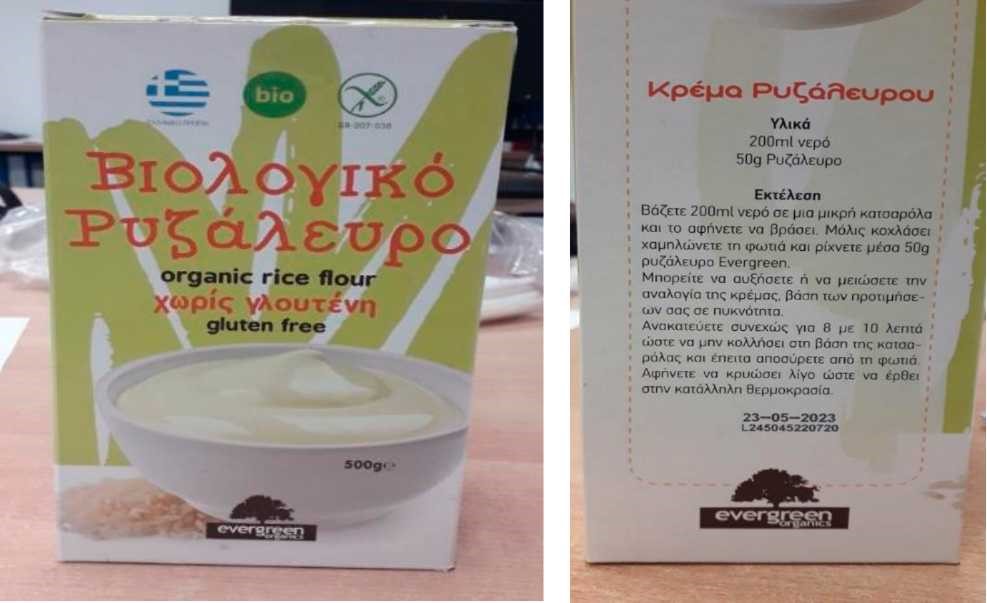 bio
GR-207-038
Βιολογικό
Ρυζάλευρο
organic rice flour
χωρίς γλουτένη
gluten free
500g℮
evergreen
organics
Κρέμα Ρυζάλευρου
Υλικά
200ml νερό
50g Ρυζάλευρο
Εκτέλεση
Βάζετε 200ml νερό σε μια μικρή κατσαρόλα
και το αφήνετε να βράσει. Μόλις κοχλάσει
χαμηλώνετε τη φωτιά και ρίχνετε μέσα 50g
ρυζάλευρο Evergreen.
Μπορείτε να αυξήσετε ή να μειώσετε την
αναλογία της κρέμας, βάση των προτιμήσε-
ων σας σε πυκνότητα.
Ανακατεύετε συνεχώς για 8 με 10 λεπτά
ώστε να μην κολλήσει στη βάση της κατσα-
ρόλας και έπειτα αποσύρετε από τη φωτιά.
Αφήνετε να κρυώσει λίγο ώστε να έρθει
στην κατάλληλη θερμοκρασία.
23-05-2023
L245045220720
evergreen
organics